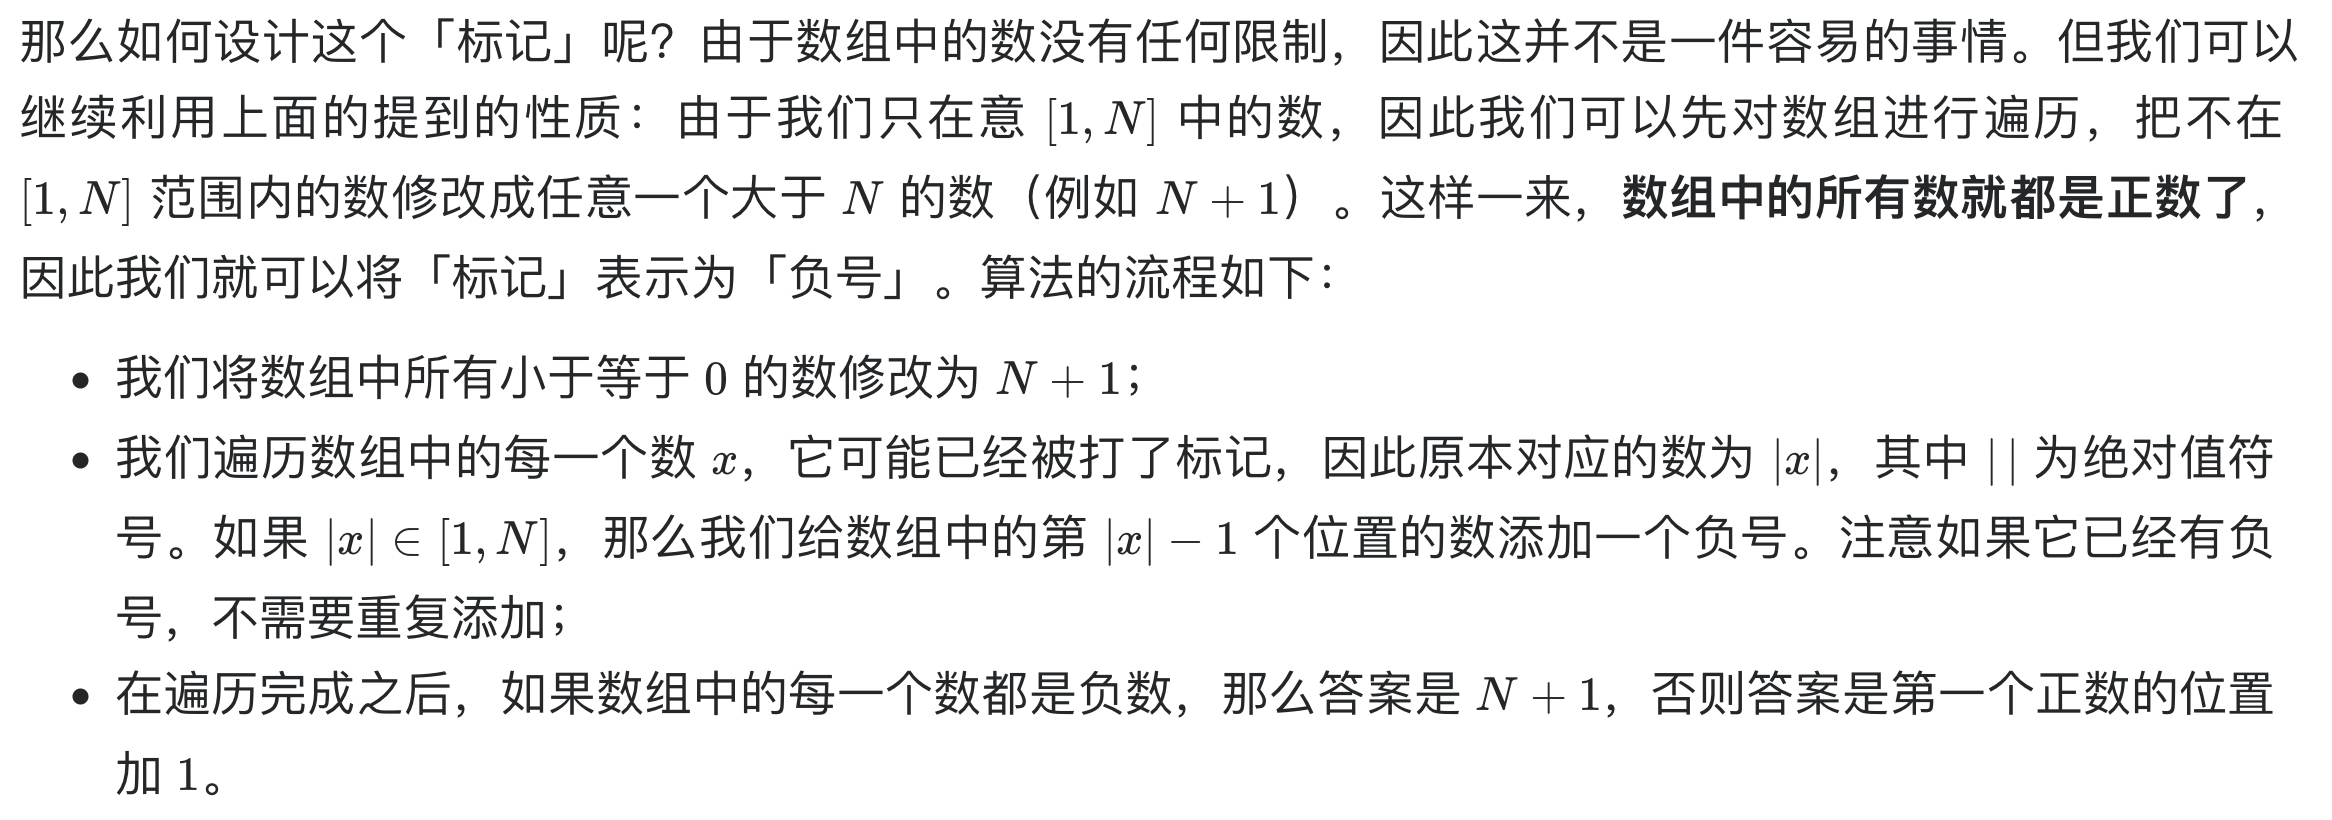 那么如何设计这个「标记」呢？由于数组中的数没有任何限制，因此这并不是一件容易的事情。但我们可以
继续利用上面的提到的性质：由于我们只在意 [1, N] 中的数，因此我们可以先对数组进行遍历，把不在
[1, N] 范围内的数修改成任意一个大于 N 的数（例如 N + 1）。这样一来，数组中的所有数就都是正数了，
因此我们就可以将「标记」表示为「负号」。算法的流程如下：
• 我们将数组中所有小于等于 0 的数修改为 N + 1；
• 我们遍历数组中的每一个数 x，它可能已经被打了标记，因此原本对应的数为 |x|，其中 | | 为绝对值符
号。如果 |x| ∈ [1, N]，那么我们给数组中的第 |x| − 1 个位置的数添加一个负号。注意如果它已经有负
号，不需要重复添加；
• 在遍历完成之后，如果数组中的每一个数都是负数，那么答案是 N + 1，否则答案是第一个正数的位置
加 1。